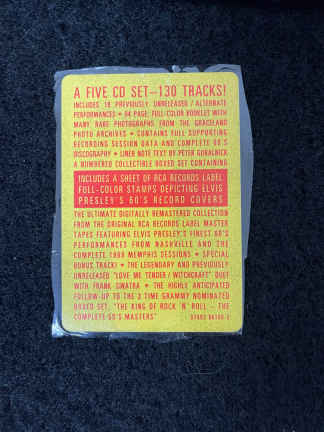 A FIVE CD SET–130 TRACKS!
INCLUDES 18 PREVIOUSLY UNRELEASED / ALTERNATE
PERFORMANCES • 94 PAGE, FULL-COLOR BOOKLET WITH
MANY RARE PHOTOGRAPHS FROM THE GRACELAND
PHOTO ARCHIVES • CONTAINS FULL SUPPORTING
RECORDING SESSION DATA AND COMPLETE 60'S
DISCOGRAPHY • LINER NOTE TEXT BY PETER GURALNICK
A NUMBERED COLLECTIBLE BOXED SET CONTAINING
INCLUDES A SHEET OF RCA RECORDS LABEL
FULL-COLOR STAMPS DEPICTING ELVIS
PRESLEY'S 60'S RECORD COVERS
THE ULTIMATE DIGITALLY REMASTERED COLLECTION
FROM THE ORIGINAL RCA RECORDS LABEL MASTER
TAPES FEATURING ELVIS PRESLEY'S FINEST 60'S
PERFORMANCES FROM NASHVILLE AND THE
COMPLETE 1969 MEMPHIS SESSIONS • SPECIAL
BONUS TRACK! • THE LEGENDARY AND PREVIOUSLY
UNRELEASED "LOVE ME TENDER / WITCHCRAFT" DUET
WITH FRANK SINATRA • THE HIGHLY ANTICIPATED
FOLLOW-UP TO THE 3 TIME GRAMMY NOMINATED
BOXED SET, "THE KING OF ROCK 'N' ROLL – THE
COMPLETE 50'S MASTERS"